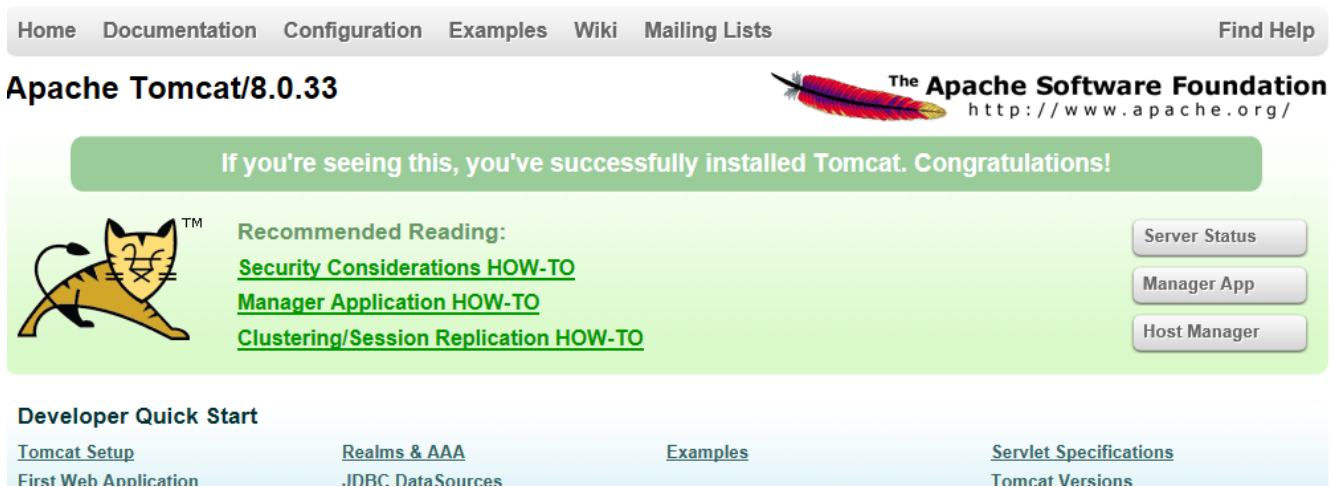 Home Documentation Configuration Examples Wiki Mailing Lists Find Help
Apache Tomcat/8.0.33
The Apache Software Foundation
http://www.apache.org/
If you're seeing this, you've successfully installed Tomcat. Congratulations!
TM
Recommended Reading:
Security Considerations HOW-TO
Manager Application HOW-TO
Clustering/Session Replication HOW-TO
Server Status
Manager App
Host Manager
Developer Quick Start
Tomcat Setup Realms & AAA Examples Servlet Specifications
First Web Application JDBC DataSources Tomcat Versions